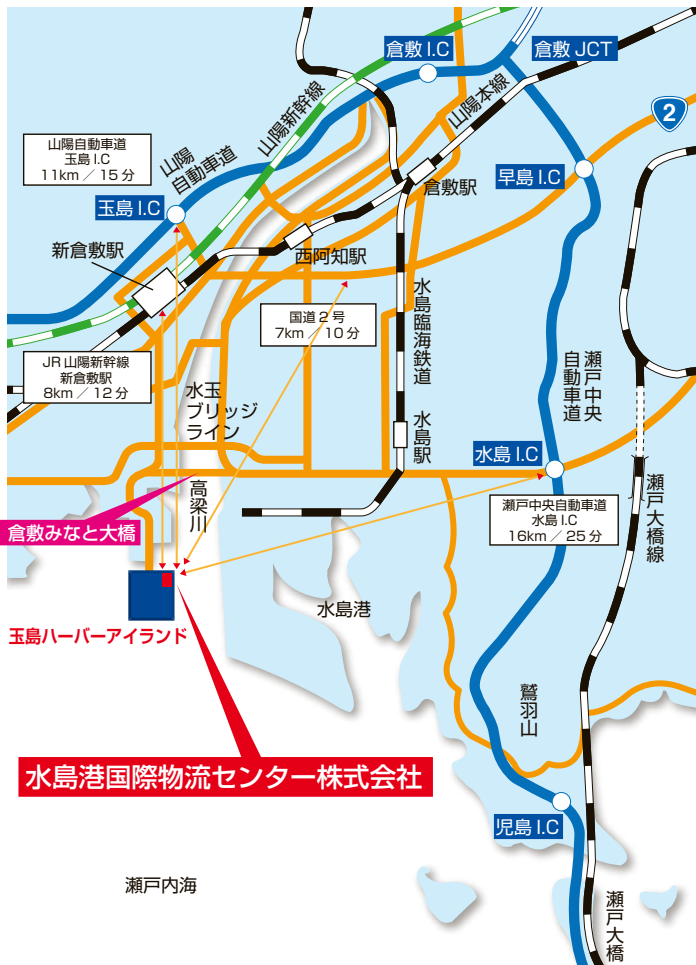 倉敷 I.C
倉敷 JCT
山陽新幹線
山陽本線
2
山陽自動車道
玉島 I.C
11km ／ 15 分
山陽
自動車道
倉敷駅
早島 I.C
玉島 I.C
新倉敷駅
西阿知駅
国道 2 号
7km ／ 10 分
水島臨海鉄道
JR 山陽新幹線
新倉敷駅
8km ／ 12 分
瀬戸中央
自動車道
水玉
ブリッジ
ライン
水島駅
水島 I.C
高梁川
瀬戸大橋線
瀬戸中央自動車道
水島 I.C
16km ／ 25 分
倉敷みなと大橋
水島港
玉島ハーバーアイランド
鷲羽山
水島港国際物流センター株式会社
児島 I.C
瀬戸内海
瀬戸大橋